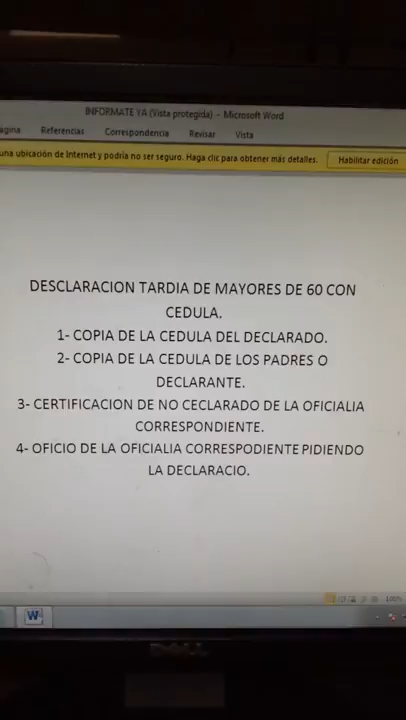 INFORMATE YA (Vista protegida) - Microsoft Word
Referencias Correspondencia Revisar Vista
una ubicación de Internet y podría no ser seguro. Haga clic para obtener más detalles. Habilitar edición
DESCLARACION TARDIA DE MAYORES DE 60 CON
CEDULA.
1- COPIA DE LA CEDULA DEL DECLARADO.
2- COPIA DE LA CEDULA DE LOS PADRES O
DECLARANTE.
3- CERTIFICACION DE NO CECLARADO DE LA OFICIALIA
CORRESPONDIENTE.
4- OFICIO DE LA OFICIALIA CORRESPODIENTE PIDIENDO
LA DECLARACIO.
100%
W
DELL